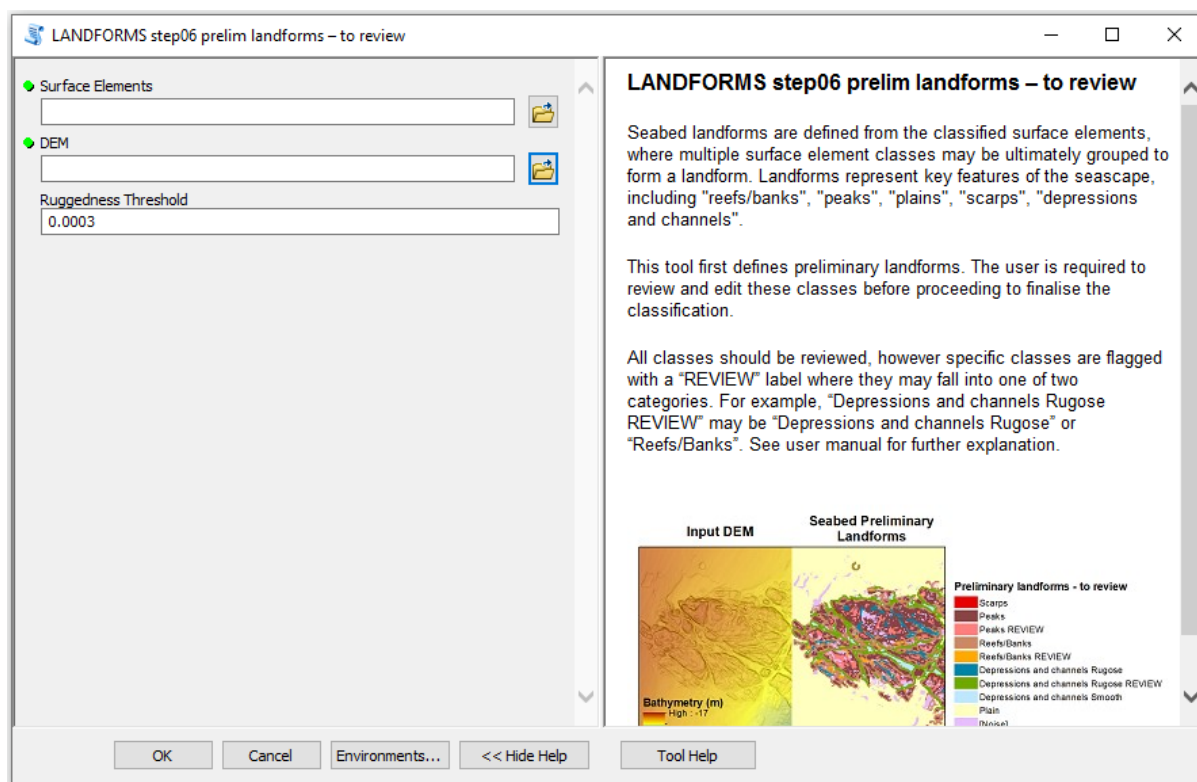 LANDFORMS step06 prelim landforms – to review
Surface Elements
DEM
Ruggedness Threshold
0.0003
LANDFORMS step06 prelim landforms – to review
Seabed landforms are defined from the classified surface elements,
where multiple surface element classes may be ultimately grouped to
form a landform. Landforms represent key features of the seascape,
including "reefs/banks", "peaks", "plains", "scarps", "depressions
and channels".
This tool first defines preliminary landforms. The user is required to
review and edit these classes before proceeding to finalise the
classification.
All classes should be reviewed, however specific classes are flagged
with a “REVIEW” label where they may fall into one of two
categories. For example, “Depressions and channels Rugose
REVIEW” may be “Depressions and channels Rugose” or
“Reefs/Banks”. See user manual for further explanation.
Input DEM
Seabed Preliminary
Landforms
Bathymetry (m)
High : -17
Preliminary landforms - to review
Scarps
Peaks
Peaks REVIEW
Reefs/Banks
Reefs/Banks REVIEW
Depressions and channels Rugose
Depressions and channels Rugose REVIEW
Depressions and channels Smooth
Plain
[Noise]
OK
Cancel
Environments...
<< Hide Help
Tool Help